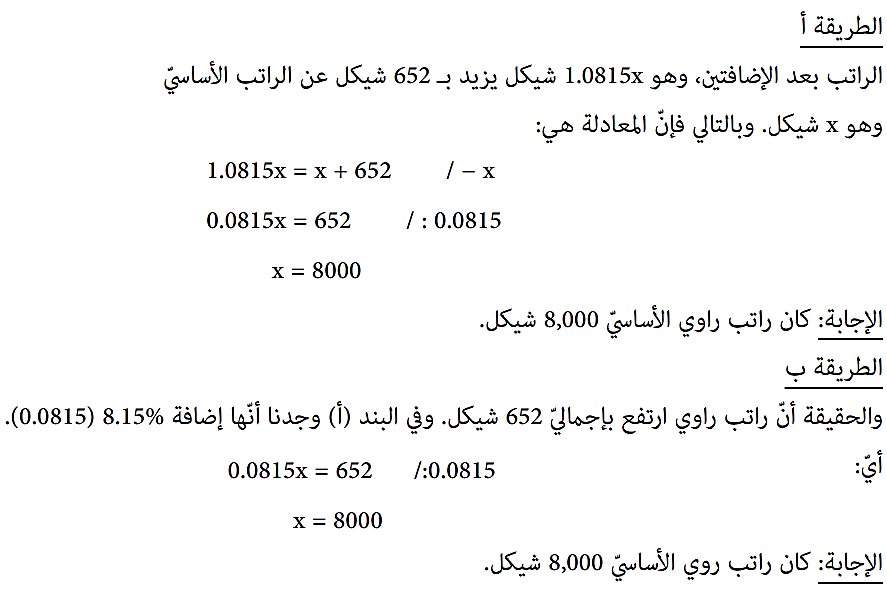 الطريقة أ
الراتب بعد الإضافتين، وهو 1.0815x شيكل يزيد بـ 652 شيكل عن الراتب الأساسيّ
وهو x شيكل. وبالتالي فإنّ المعادلة هي:
1.0815x = x + 652 / − x
0.0815x = 652 / : 0.0815
x = 8000
الإجابة: كان راتب راوي الأساسيّ 8,000 شيكل.
الطريقة ب
والحقيقة أنّ راتب راوي ارتفع بإجماليّ 652 شيكل. وفي البند (أ) وجدنا أنّها إضافة 8.15% (0.0815).
أيّ:
0.0815x = 652 /:0.0815
x = 8000
الإجابة: كان راتب روي الأساسيّ 8,000 شيكل.